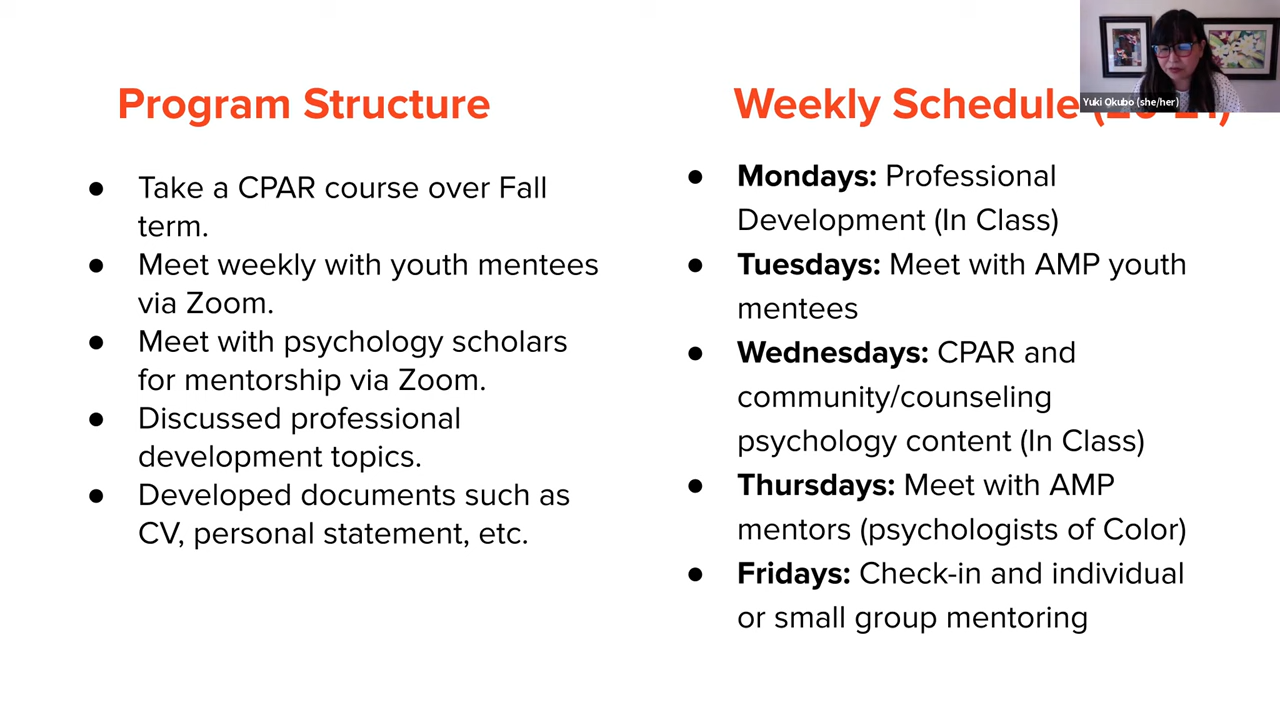 Program Structure
Take a CPAR course over Fall
term.
Meet weekly with youth mentees
via Zoom.
Meet with psychology scholars
for mentorship via Zoom.
Discussed professional
development topics.
Developed documents such as
CV, personal statement, etc.
Weekly Schedule
Mondays: Professional
Development (In Class)
Tuesdays: Meet with AMP youth
mentees
Wednesdays: CPAR and
community/counseling
psychology content (In Class)
Thursdays: Meet with AMP
mentors (psychologists of Color)
Fridays: Check-in and individual
or small group mentoring
Yuki Okubo (she/her)